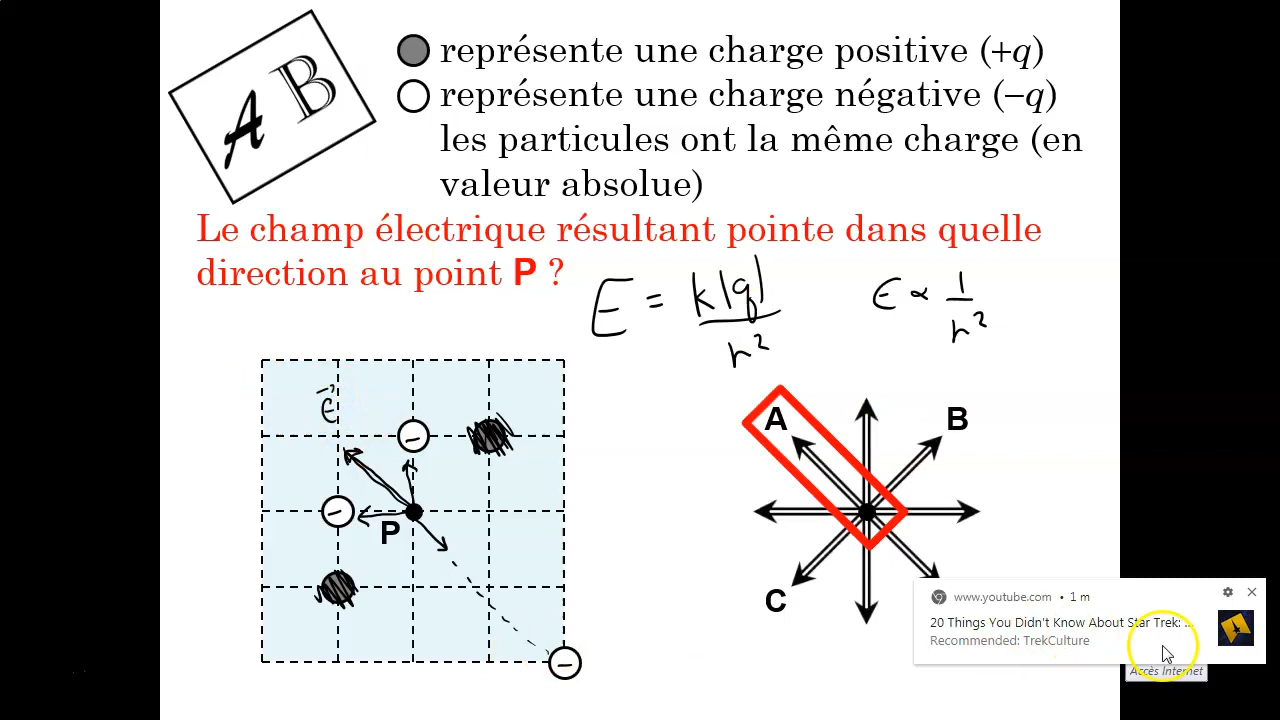 A B
représente une charge positive (+q)
représente une charge négative (−q)
les particules ont la même charge (en
valeur absolue)
Le champ électrique résultant pointe dans quelle
direction au point P ?
E = k|q| / r²
E ∝ 1 / r²
E
−
−
P
−
A
B
C
www.youtube.com • 1 m
20 Things You Didn't Know About Star Trek: ...
Recommended: TrekCulture
Accès Internet